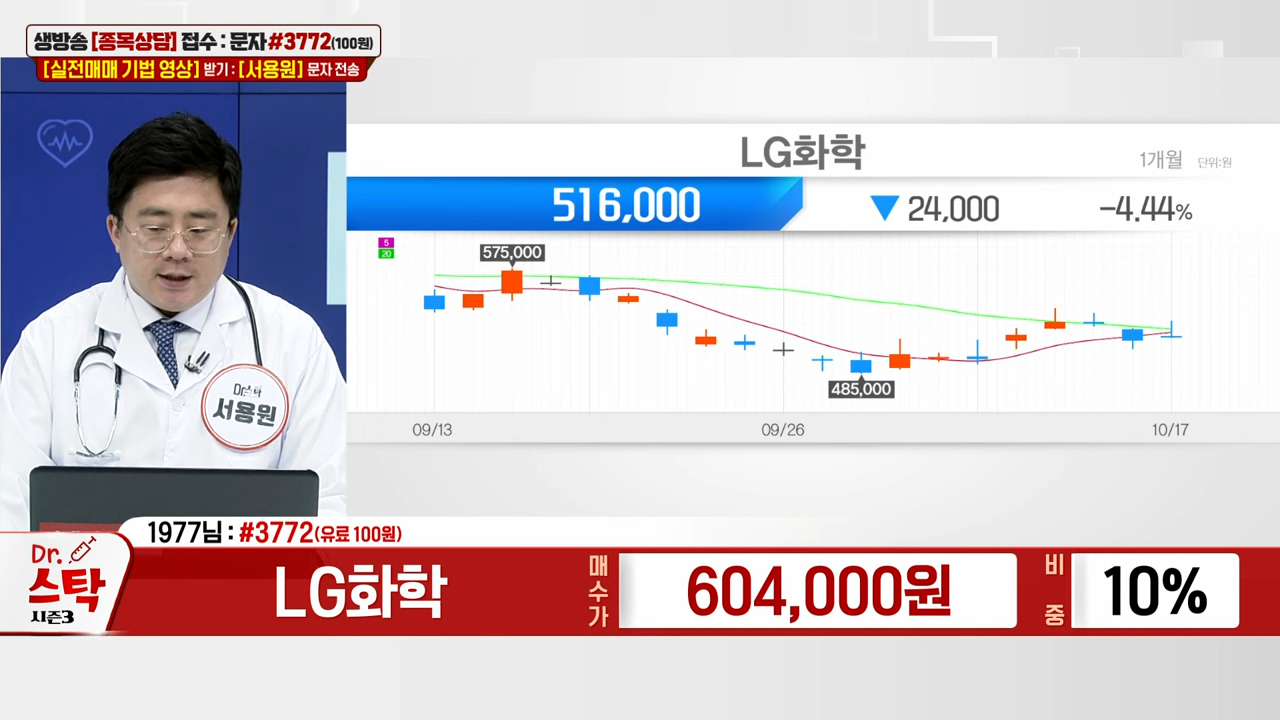 생방송 [종목상담] 접수 : 문자#3772(100원)
[실전매매 기법 영상] 받기 : [서용원] 문자 전송
LG화학
1개월 단위:원
516,000 ▼ 24,000 -4.44%
5
20
575,000
485,000
09/13 09/26 10/17
Dr.스탁
서용원
1977님 : #3772(유료 100원)
Dr.
스탁
시즌3
LG화학 매수가 604,000원 비중 10%